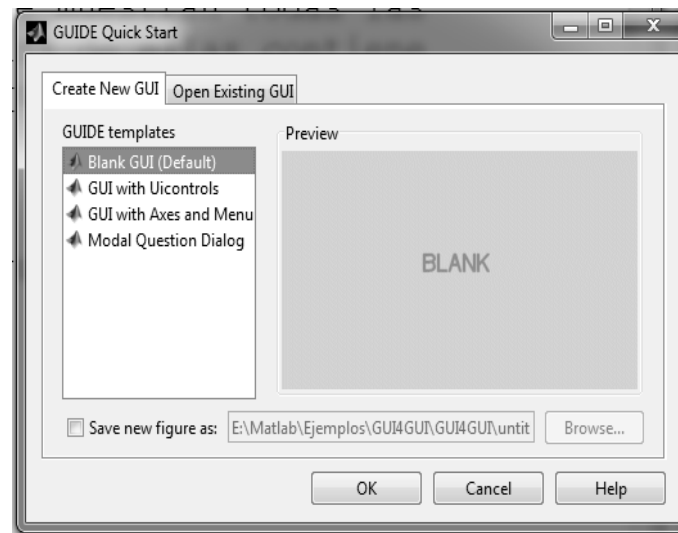 GUIDE Quick Start
Create New GUI
Open Existing GUI
GUIDE templates
Blank GUI (Default)
GUI with Uicontrols
GUI with Axes and Menu
Modal Question Dialog
Preview
BLANK
Save new figure as:
E:\Matlab\Ejemplos\GUI4GUI\GUI4GUI\untit
Browse...
OK
Cancel
Help